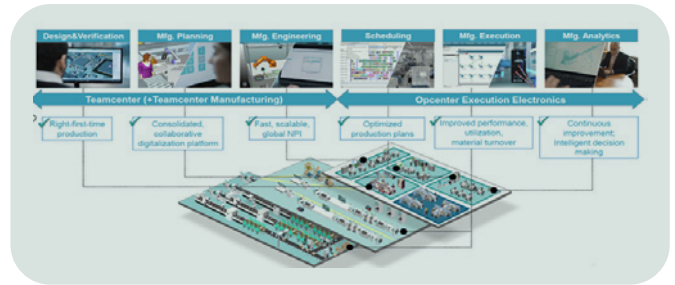 Design&Verification
Mfg. Planning
Mfg. Engineering
Scheduling
Mfg. Execution
Mfg. Analytics
Teamcenter (+Teamcenter Manufacturing)
Opcenter Execution Electronics
Right-first-time
production
Consolidated,
collaborative
digitalization platform
Fast, scalable,
global NPI
Optimized
production plans
Improved performance,
utilization,
material turnover
Continuous
improvement;
intelligent decision
making